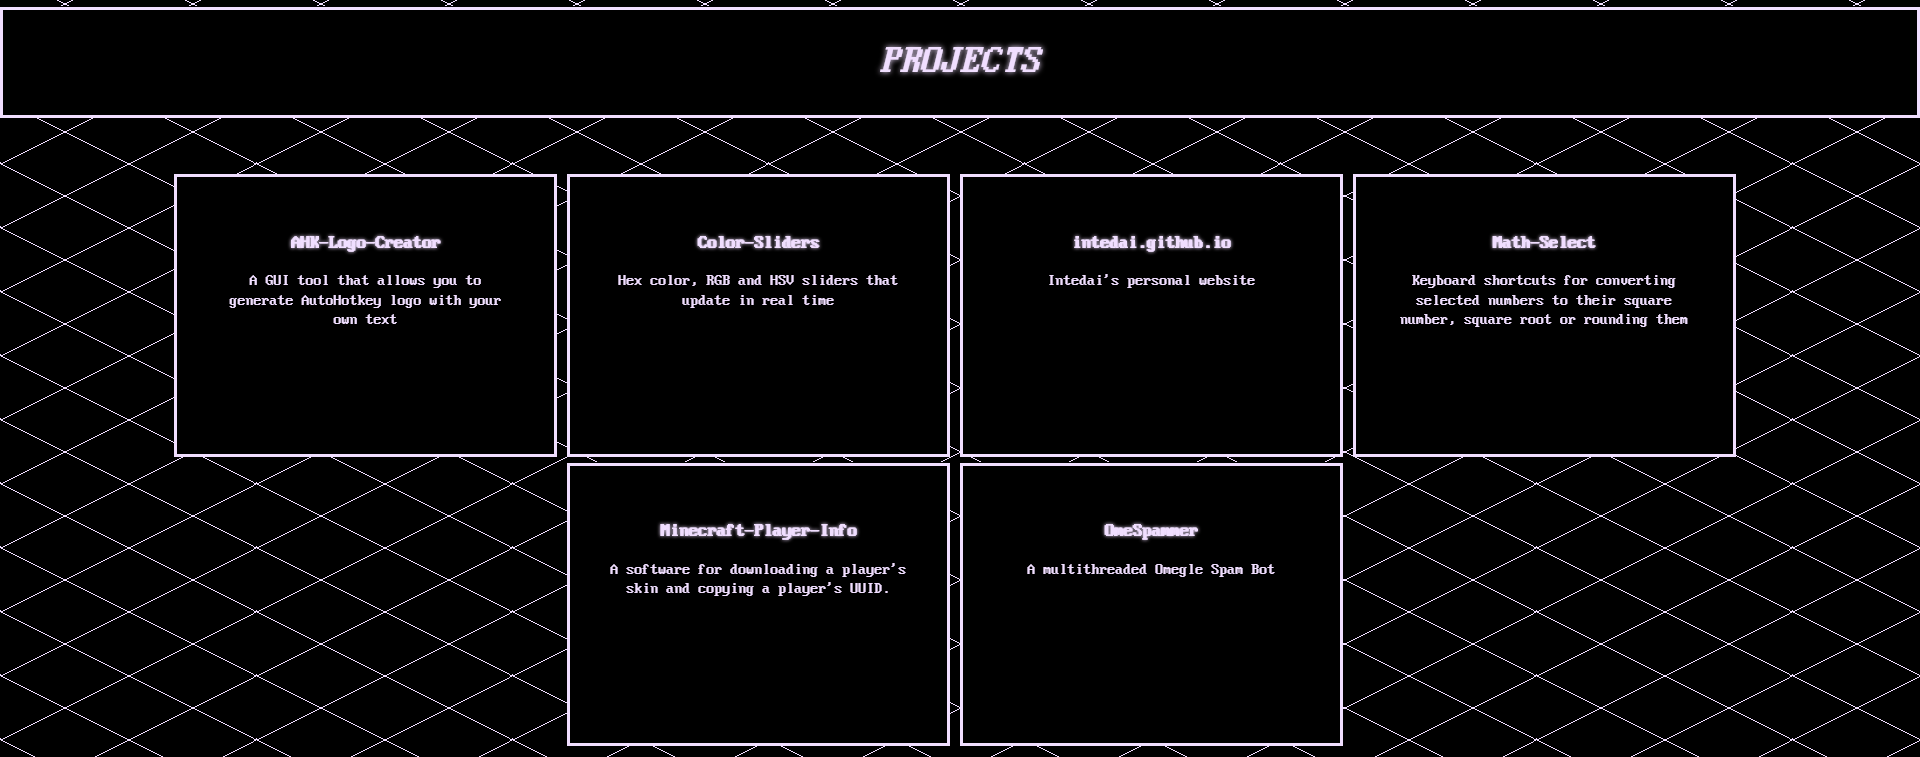 PROJECTS
AHK-Logo-Creator
A GUI tool that allows you to
generate AutoHotkey logo with your
own text
Color-Sliders
Hex color, RGB and HSV sliders that
update in real time
intedai.github.io
Intedai's personal website
Math-Select
Keyboard shortcuts for converting
selected numbers to their square
number, square root or rounding them
Minecraft-Player-Info
A software for downloading a player's
skin and copying a player's UUID.
OmeSpammer
A multithreaded Omegle Spam Bot